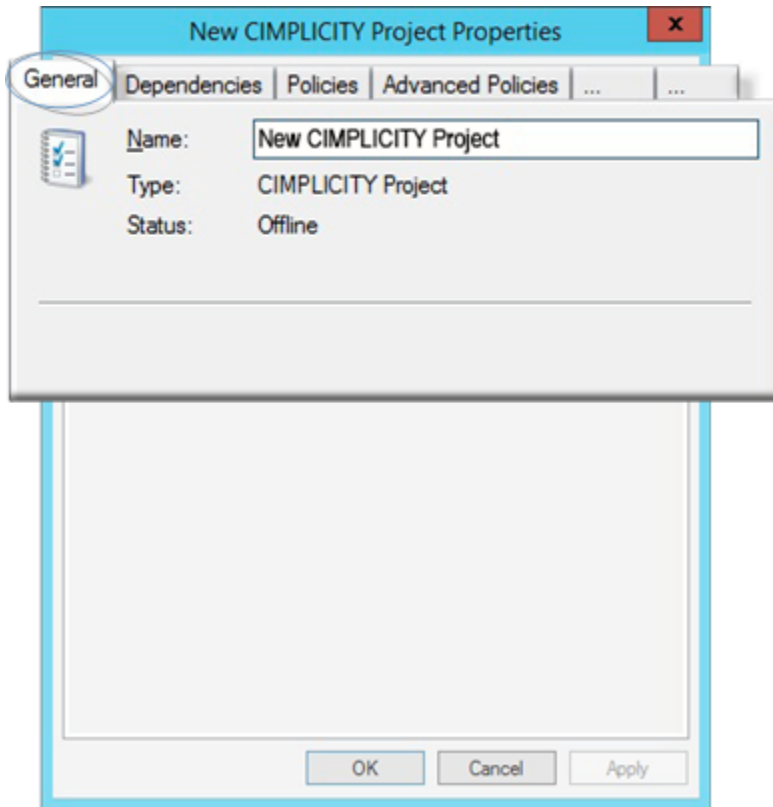 New CIMPLICITY Project Properties
x
General Dependencies Policies Advanced Policies ... ...
Name: New CIMPLICITY Project
Type: CIMPLICITY Project
Status: Offline
OK Cancel Apply